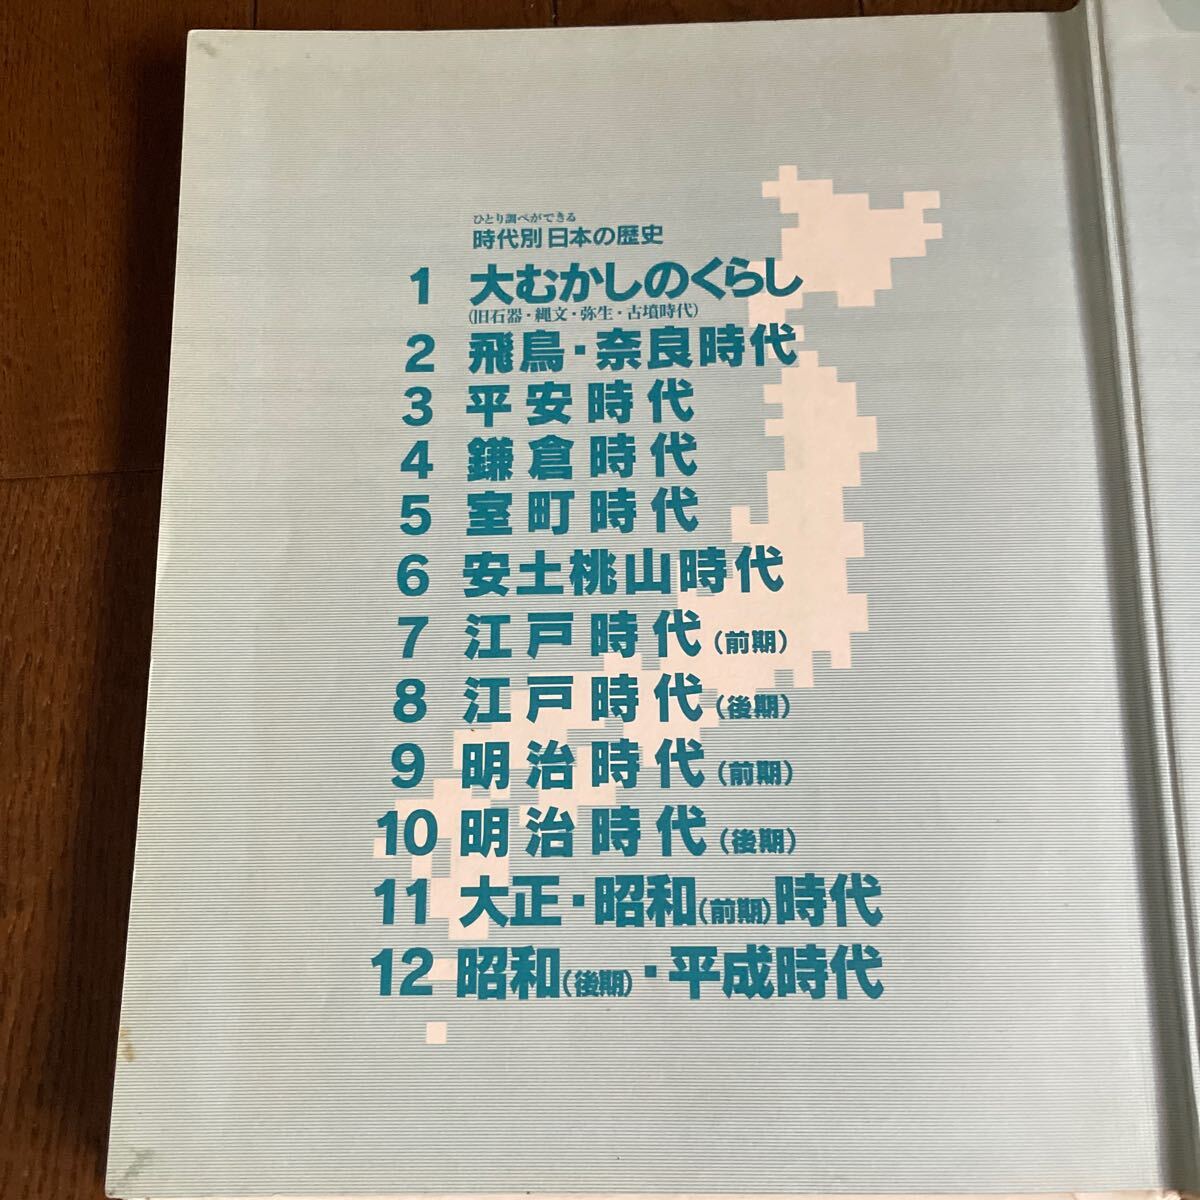 ひとり調べができる
時代別 日本の歴史
1 大むかしのくらし
(旧石器・縄文・弥生・古墳時代)
2 飛鳥・奈良時代
3 平安時代
4 鎌倉時代
5 室町時代
6 安土桃山時代
7 江戸時代(前期)
8 江戸時代(後期)
9 明治時代(前期)
10 明治時代(後期)
11 大正・昭和(前期)時代
12 昭和(後期)・平成時代